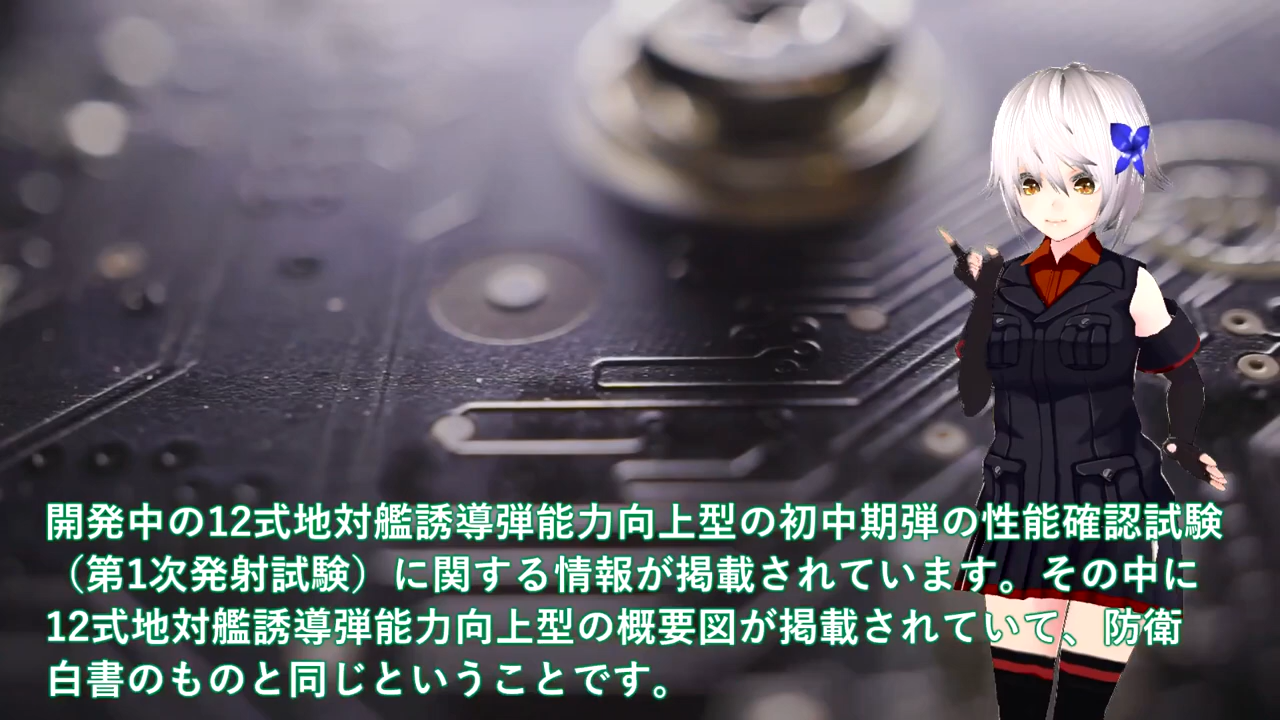 開発中の12式地対艦誘導弾能力向上型の初中期弾の性能確認試験
（第1次発射試験）に関する情報が掲載されています。その中に
12式地対艦誘導弾能力向上型の概要図が掲載されていて、防衛
白書のものと同じということです。